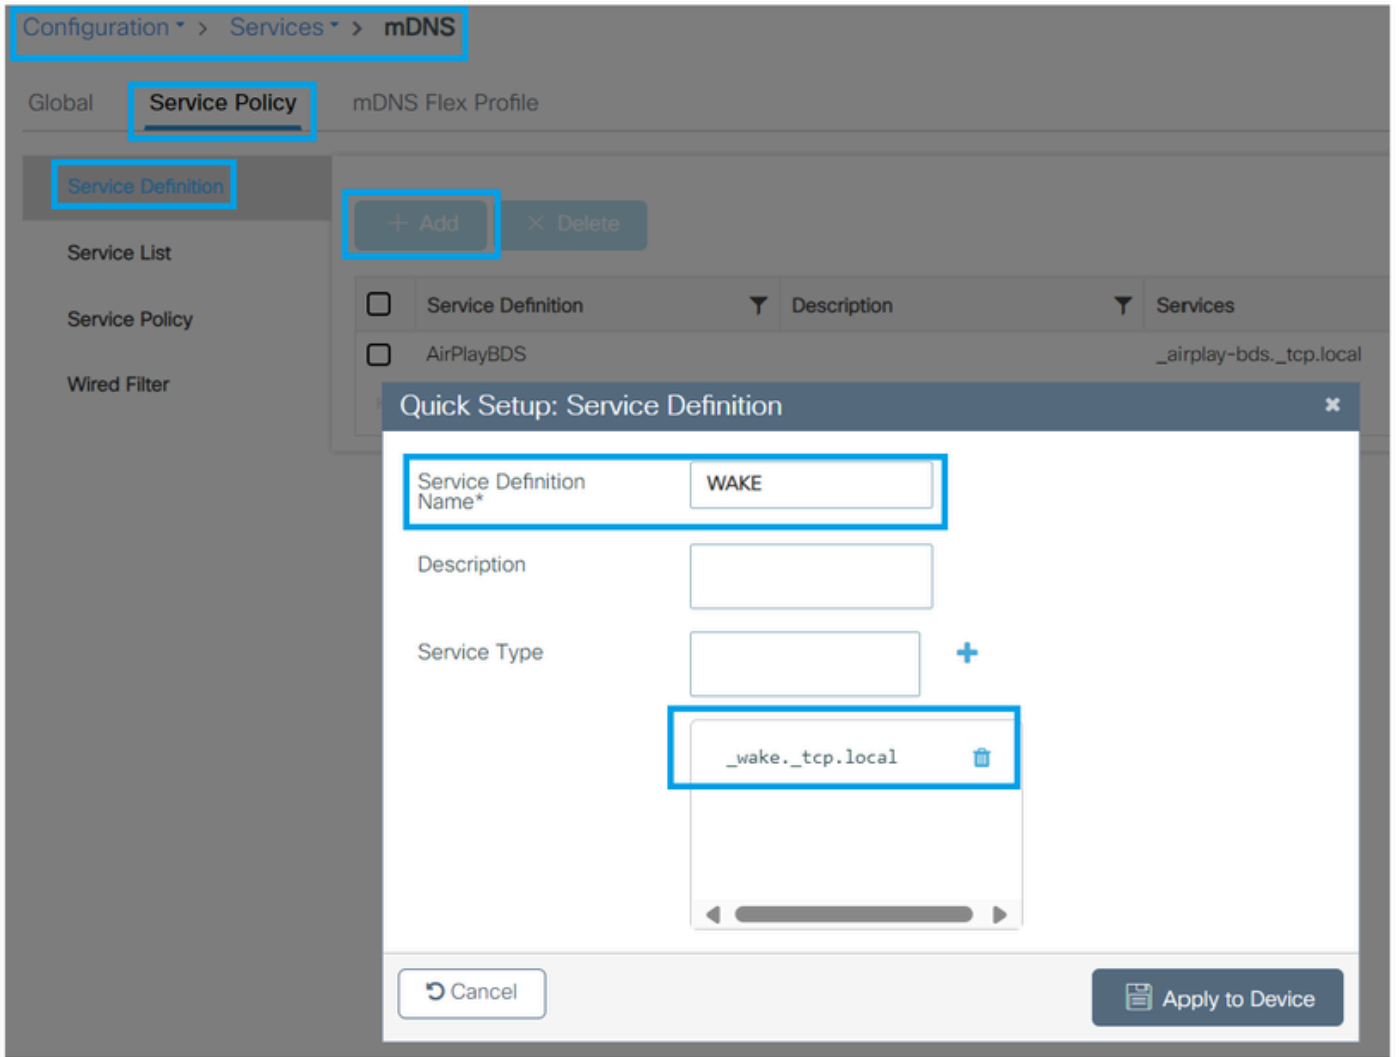 Configuration > Services > mDNS
Global Service Policy mDNS Flex Profile
Service Definition
+ Add × Delete
Service List
Service Policy
Wired Filter
Service Definition Description Services
AirPlayBDS _airplay-bds._tcp.local
Quick Setup: Service Definition ×
Service Definition Name* WAKE
Description
Service Type +
_wake._tcp.local
Cancel Apply to Device